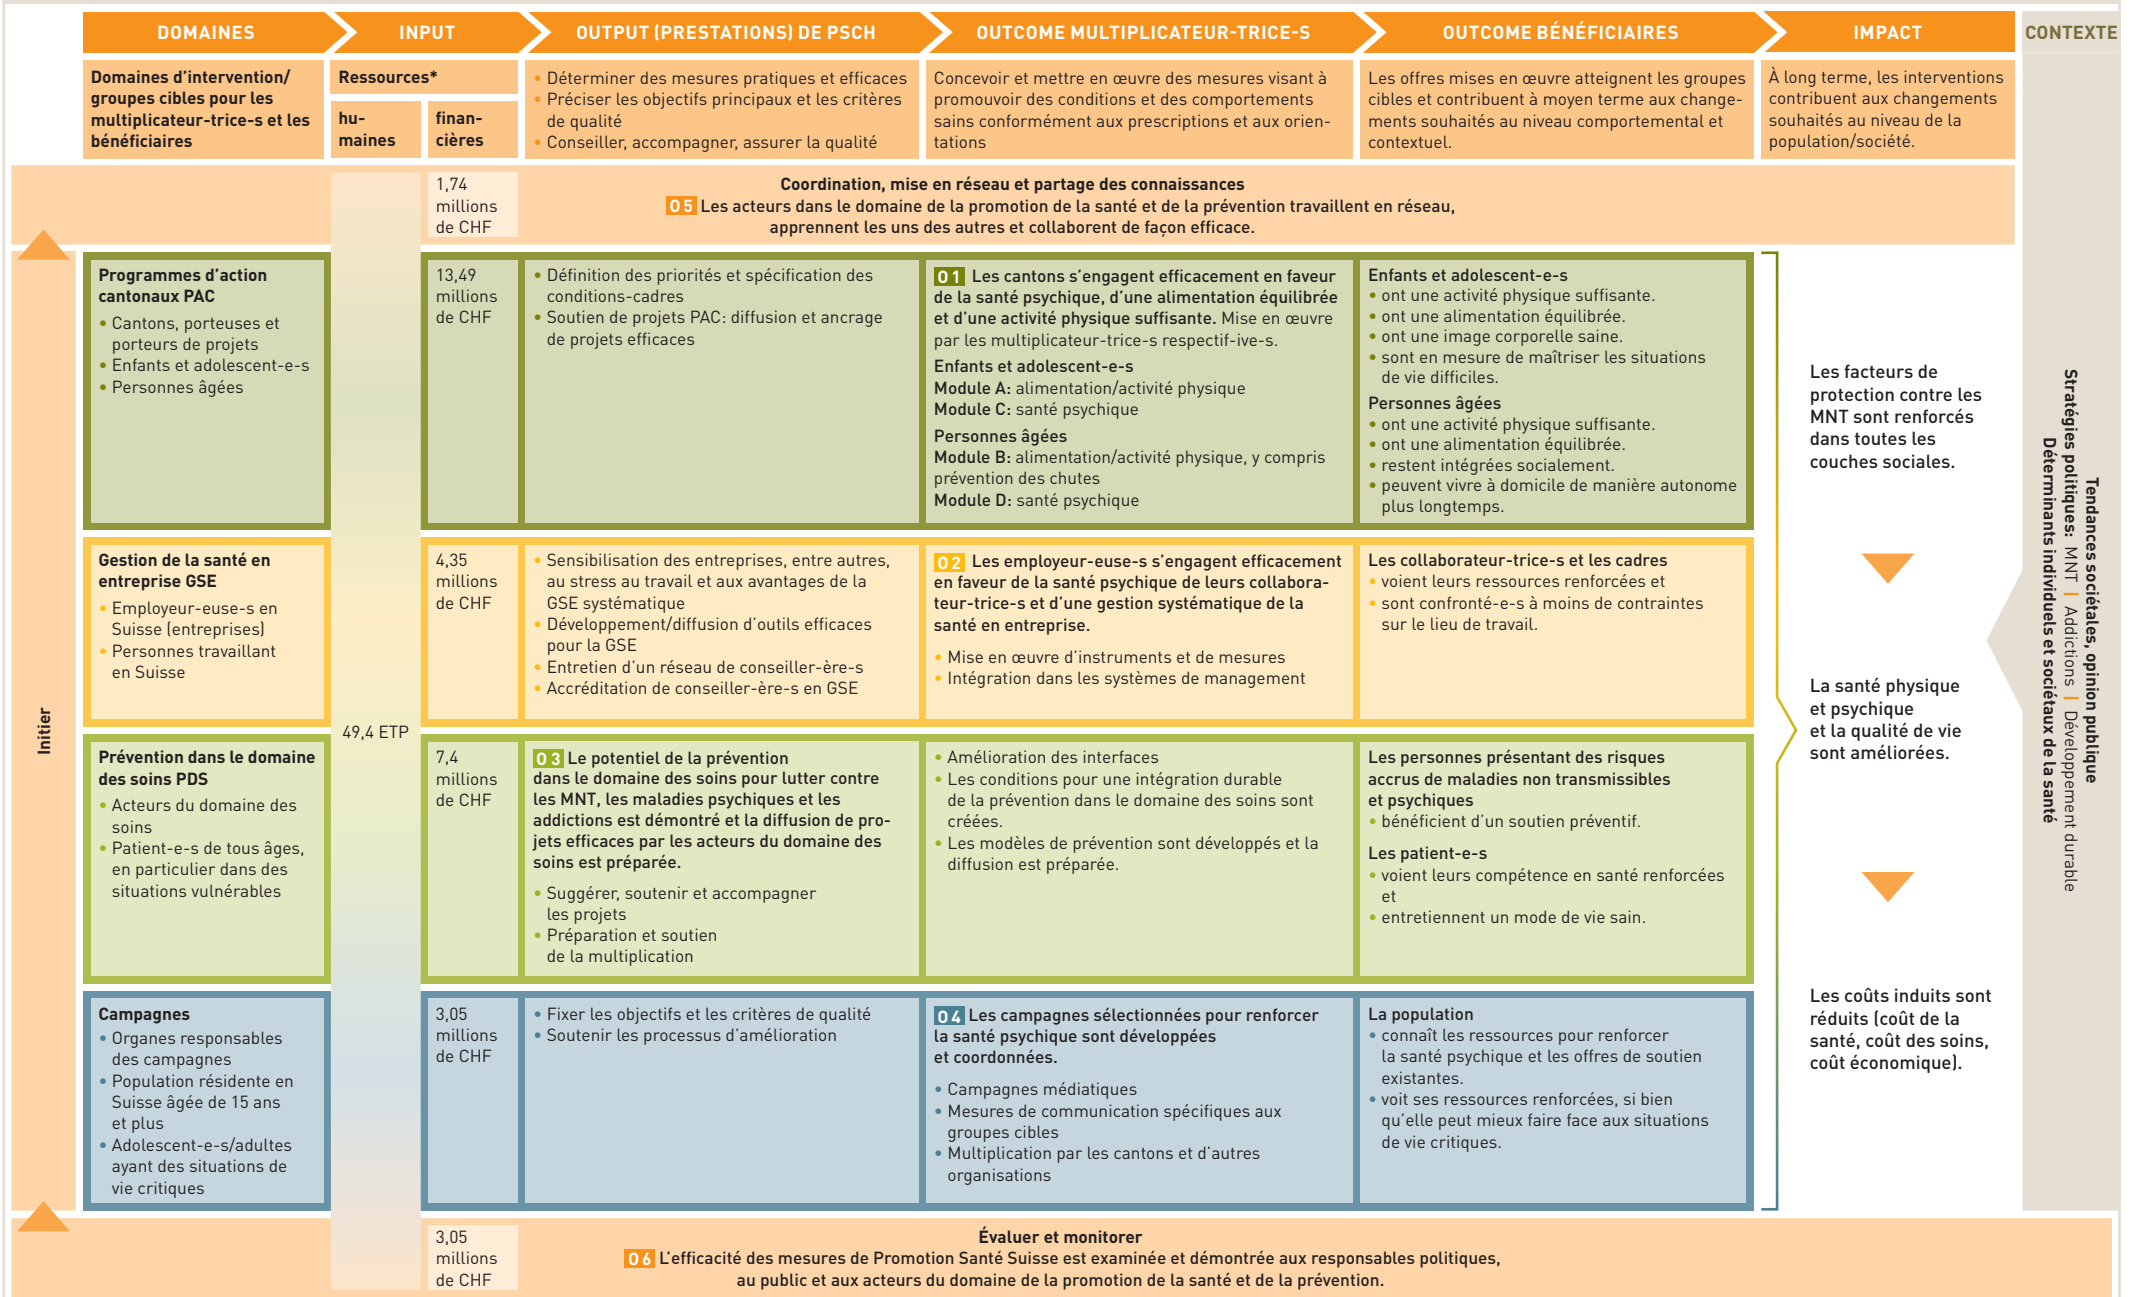 DOMAINES
INPUT
OUTPUT (PRESTATIONS) DE PSCH
OUTCOME MULTIPLICATEUR-TRICE-S
OUTCOME BÉNÉFICIAIRES
IMPACT
CONTEXTE
Domaines d'intervention/
groupes cibles pour les
multiplicateur-trice-s et les
bénéficiaires
Ressources*
hu-
maines
finan-
cières
• Déterminer des mesures pratiques et efficaces
• Préciser les objectifs principaux et les critères
de qualité
• Conseiller, accompagner, assurer la qualité
Concevoir et mettre en œuvre des mesures visant à
promouvoir des conditions et des comportements
sains conformément aux prescriptions et aux orien-
tations
Les offres mises en œuvre atteignent les groupes
cibles et contribuent à moyen terme aux change-
ments souhaités au niveau comportemental et
contextuel.
À long terme, les interventions
contribuent aux changements
souhaités au niveau de la
population/société.
1,74
millions
de CHF
Coordination, mise en réseau et partage des connaissances
O 5 Les acteurs dans le domaine de la promotion de la santé et de la prévention travaillent en réseau,
apprennent les uns des autres et collaborent de façon efficace.
Initier
49,4 ETP
Programmes d'action
cantonaux PAC
• Cantons, porteuses et
porteurs de projets
• Enfants et adolescent-e-s
• Personnes âgées
13,49
millions
de CHF
• Définition des priorités et spécification des
conditions-cadres
• Soutien de projets PAC: diffusion et ancrage
de projets efficaces
O 1 Les cantons s'engagent efficacement en faveur
de la santé psychique, d'une alimentation équilibrée
et d'une activité physique suffisante. Mise en œuvre
par les multiplicateur-trice-s respectif-ive-s.
Enfants et adolescent-e-s
Module A: alimentation/activité physique
Module C: santé psychique
Personnes âgées
Module B: alimentation/activité physique, y compris
prévention des chutes
Module D: santé psychique
Enfants et adolescent-e-s
• ont une activité physique suffisante.
• ont une alimentation équilibrée.
• ont une image corporelle saine.
• sont en mesure de maîtriser les situations
de vie difficiles.
Personnes âgées
• ont une activité physique suffisante.
• ont une alimentation équilibrée.
• restent intégrées socialement.
• peuvent vivre à domicile de manière autonome
plus longtemps.
Gestion de la santé en
entreprise GSE
• Employeur-euse-s en
Suisse (entreprises)
• Personnes travaillant
en Suisse
4,35
millions
de CHF
• Sensibilisation des entreprises, entre autres,
au stress au travail et aux avantages de la
GSE systématique
• Développement/diffusion d'outils efficaces
pour la GSE
• Entretien d'un réseau de conseiller-ère-s
• Accréditation de conseiller-ère-s en GSE
O 2 Les employeur-euse-s s'engagent efficacement
en faveur de la santé psychique de leurs collabora-
teur-trice-s et d'une gestion systématique de la
santé en entreprise.
• Mise en œuvre d'instruments et de mesures
• Intégration dans les systèmes de management
Les collaborateur-trice-s et les cadres
• voient leurs ressources renforcées et
• sont confronté-e-s à moins de contraintes
sur le lieu de travail.
Prévention dans le domaine
des soins PDS
• Acteurs du domaine des
soins
• Patient-e-s de tous âges,
en particulier dans des
situations vulnérables
7,4
millions
de CHF
O 3 Le potentiel de la prévention
dans le domaine des soins pour lutter contre
les MNT, les maladies psychiques et les
addictions est démontré et la diffusion de pro-
jets efficaces par les acteurs du domaine des
soins est préparée.
• Suggérer, soutenir et accompagner
les projets
• Préparation et soutien
de la multiplication
• Amélioration des interfaces
• Les conditions pour une intégration durable
de la prévention dans le domaine des soins sont
créées.
• Les modèles de prévention sont développés et la
diffusion est préparée.
Les personnes présentant des risques
accrus de maladies non transmissibles
et psychiques
• bénéficient d'un soutien préventif.
Les patient-e-s
• voient leurs compétence en santé renforcées
et
• entretiennent un mode de vie sain.
Campagnes
• Organes responsables
des campagnes
• Population résidente en
Suisse âgée de 15 ans
et plus
• Adolescent-e-s/adultes
ayant des situations de
vie critiques
3,05
millions
de CHF
• Fixer les objectifs et les critères de qualité
• Soutenir les processus d'amélioration
O 4 Les campagnes sélectionnées pour renforcer
la santé psychique sont développées
et coordonnées.
• Campagnes médiatiques
• Mesures de communication spécifiques aux
groupes cibles
• Multiplication par les cantons et d'autres
organisations
La population
• connaît les ressources pour renforcer
la santé psychique et les offres de soutien
existantes.
• voit ses ressources renforcées, si bien
qu'elle peut mieux faire face aux situations
de vie critiques.
Les facteurs de
protection contre les
MNT sont renforcés
dans toutes les
couches sociales.
La santé physique
et psychique
et la qualité de vie
sont améliorées.
Les coûts induits sont
réduits (coût de la
santé, coût des soins,
coût économique).
Tendances sociétales, opinion publique
Stratégies politiques: MNT | Addictions | Développement durable
Déterminants individuels et sociétaux de la santé
3,05
millions
de CHF
Évaluer et monitorer
O 6 L'efficacité des mesures de Promotion Santé Suisse est examinée et démontrée aux responsables politiques,
au public et aux acteurs du domaine de la promotion de la santé et de la prévention.